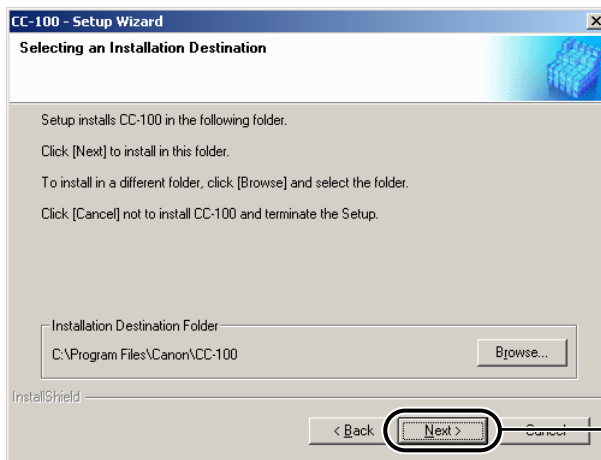 CC-100 - Setup Wizard
Selecting an Installation Destination
Setup installs CC-100 in the following folder.
Click [Next] to install in this folder.
To install in a different folder, click [Browse] and select the folder.
Click [Cancel] not to install CC-100 and terminate the Setup.
Installation Destination Folder
C:\Program Files\Canon\CC-100
Browse...
InstallShield
< Back Next > Cancel